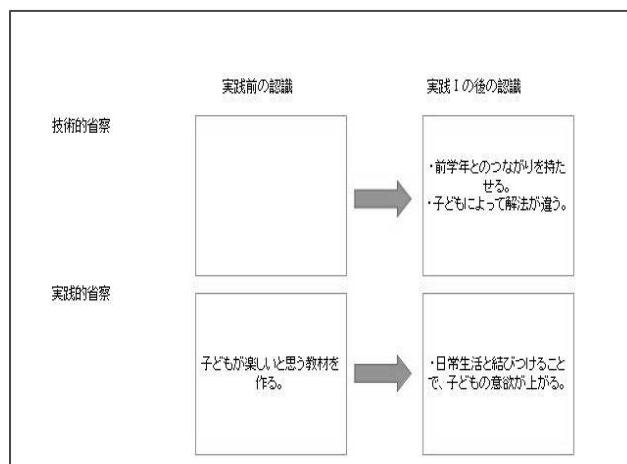 実践前の認識
実践Ⅰの後の認識
技術的省察
・前学年とのつながりを持た
せる。
・子どもによって解法が違う。
実践的省察
子どもが楽しいと思う教材を
作る。
・日常生活と結びつけること
で、子どもの意欲が上がる。